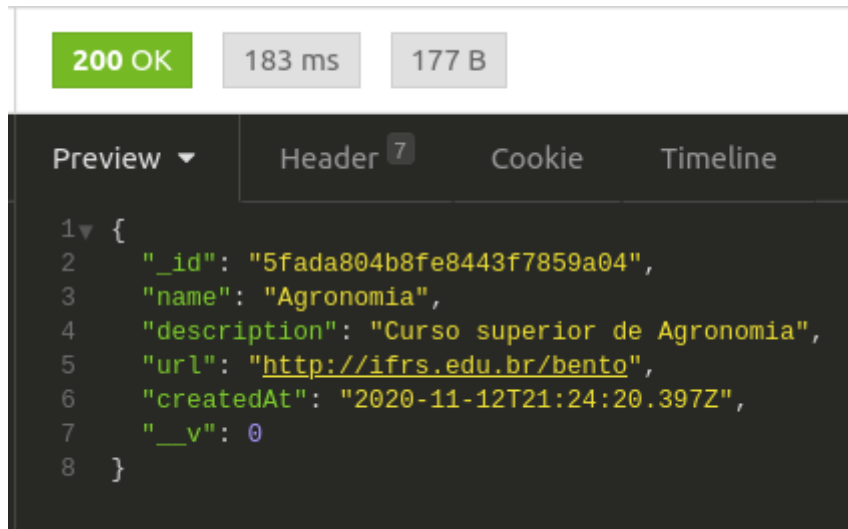 200 OK 183 ms 177 B
Preview Header 7 Cookie Timeline
1 {
2 "_id": "5fada804b8fe8443f7859a04",
3 "name": "Agronomia",
4 "description": "Curso superior de Agronomia",
5 "url": "http://ifrs.edu.br/bento",
6 "createdAt": "2020-11-12T21:24:20.397Z",
7 "__v": 0
8 }